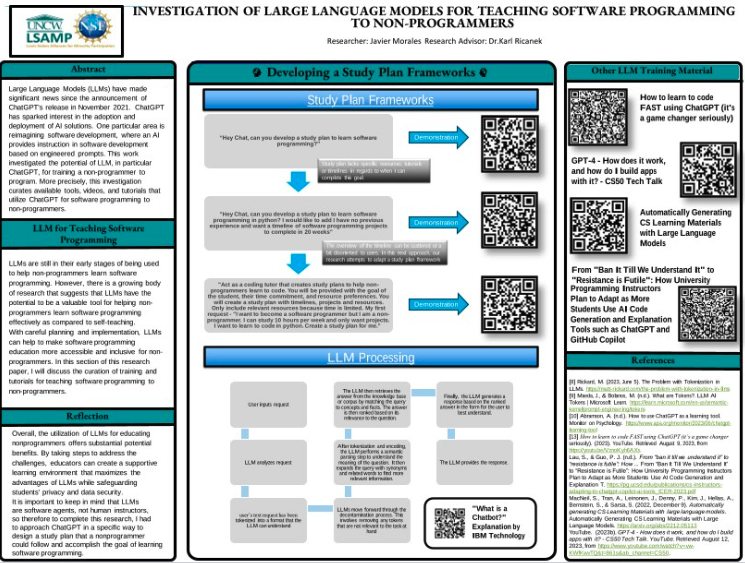 INVESTIGATION OF LARGE LANGUAGE MODELS FOR TEACHING SOFTWARE PROGRAMMING
TO NON-PROGRAMMERS
UNCW
LSAMP
NSF
Researcher: Javier Morales Research Advisor: Dr.Karl Ricanek
Abstract
Large Language Models (LLMs) have made
significant news since the announcement of
ChatGPT's release in November 2021. ChatGPT
has sparked interest in the adoption and
deployment of AI solutions. One particular area is
reimagining software development, where an AI
provides instruction in software development
based on engineered prompts. This work
investigated the potential of LLM, in particular
ChatGPT, for training a non-programmer to
program. More precisely, this investigation
curates available tools, videos, and tutorials that
utilize ChatGPT for software programming to
non-programmers.
LLM for Teaching Software
Programming
LLMs are still in their early stages of being used
to help non-programmers learn software
programming. However, there is a growing body
of research that suggests that LLMs have the
potential to be a valuable tool for helping non-
programmers learn software programming
effectively as compared to self-teaching.
With careful planning and implementation, LLMs
can help to make software programming
education more accessible and inclusive for non-
programmers. In this section of this research
paper, I will discuss the curation of training and
tutorials for teaching software programming to
non-programmers.
Reflection
Overall, the utilization of LLMs for educating
nonprogrammers offers substantial potential
benefits. By taking steps to address the
challenges, educators can create a supportive
learning environment that maximizes the
advantages of LLMs while safeguarding
students' privacy and data security.
It is important to keep in mind that LLMs
are software agents, not human instructors,
so therefore to complete this research, I had
to approach ChatGPT in a specific way to
design a study plan that a nonprogrammer
could follow and accomplish the goal of learning
software programming.
Developing a Study Plan Frameworks
Study Plan Frameworks
"Hey Chat, can you develop a study plan to learn software
programming?"
Demonstration
Study plan lacks specific resources, tutorials
or timelines in regards to when I can
complete the goal.
"Hey Chat, can you develop a study plan to learn software
programming in python? I would like to add I have no previous
experience and want a timeline of software programming projects
to complete in 20 weeks"
Demonstration
The overview of the timeline can be scattered or a
bit disoriented to users. In this next approach, our
research attempts to adapt a study plan framework
"Act as a coding tutor that creates study plans to help non-
programmers learn to code. You will be provided with the goal of
the student, their time commitment, and resource preferences. You
will create a study plan with timelines, projects and resources.
Only include relevant resources because time is limited. My first
request - "I want to become a software programmer but I am a non-
programmer. I can study 10 hours per week and only want projects.
I want to learn to code in python. Create a study plan for me."
Demonstration
LLM Processing
User inputs request
LLM analyzes request
user's text request has been
tokenized into a format that the
LLM can understand
The LLM then retrieves the
answer from the knowledge base
or corpus by matching the query
to concepts and facts. The answer
is then ranked based on its
relevance to the question.
After tokenization and encoding,
the LLM performs a semantic
parsing step to understand the
meaning of the question. It then
expands the query with synonyms
and related words to find more
relevant information.
LLMs move forward through the
decontamination process. This
involves removing any tokens
that are not relevant to the task at
hand
Finally, the LLM generates a
response based on the ranked
answer in the form for the user to
best understand.
The LLM provides the response.
"What is a
Chatbot?"
Explanation by
IBM Technology
Other LLM Training Material
How to learn to code
FAST using ChatGPT (it's
a game changer seriously)
GPT-4 - How does it work,
and how do I build apps
with it? - CS50 Tech Talk
Automatically Generating
CS Learning Materials
with Large Language
Models
From "Ban It Till We Understand It" to
"Resistance is Futile": How University
Programming Instructors
Plan to Adapt as More
Students Use AI Code
Generation and Explanation
Tools such as ChatGPT and
GitHub Copilot
References
Rickard, M. (2023, June 5). The Problem with Tokenization in
LLMs.
What are Tokens? LLM AI
Tokens | Microsoft Learn.
Abramson, A. (n.d.). How to use ChatGPT as a learning tool.
Monitor on Psychology.
How to learn to code FAST using ChatGPT (it's a game changer
seriously). (2023). YouTube. Retrieved August 9, 2023, from
Lau, S., & Guo, P. J. (n.d.). From "ban it till we understand it" to
"resistance is futile": How ... From "Ban It Till We Understand It"
to "Resistance is Futile": How University Programming Instructors
Plan to Adapt as More Students Use AI Code Generation and
Explanation T.
MacNeil, S., Tran, A., Leinonen, J., Denny, P., Kim, J., Hellas, A.,
Bernstein, S., & Sarsa, S. (2022, December 9). Automatically
generating CS Learning Materials with large language models.
Automatically Generating CS Learning Materials with Large
Language Models.
YouTube. (2023b). GPT-4 - How does it work, and how do I build
apps with it? - CS50 Tech Talk. YouTube. Retrieved August 12,
2023, from